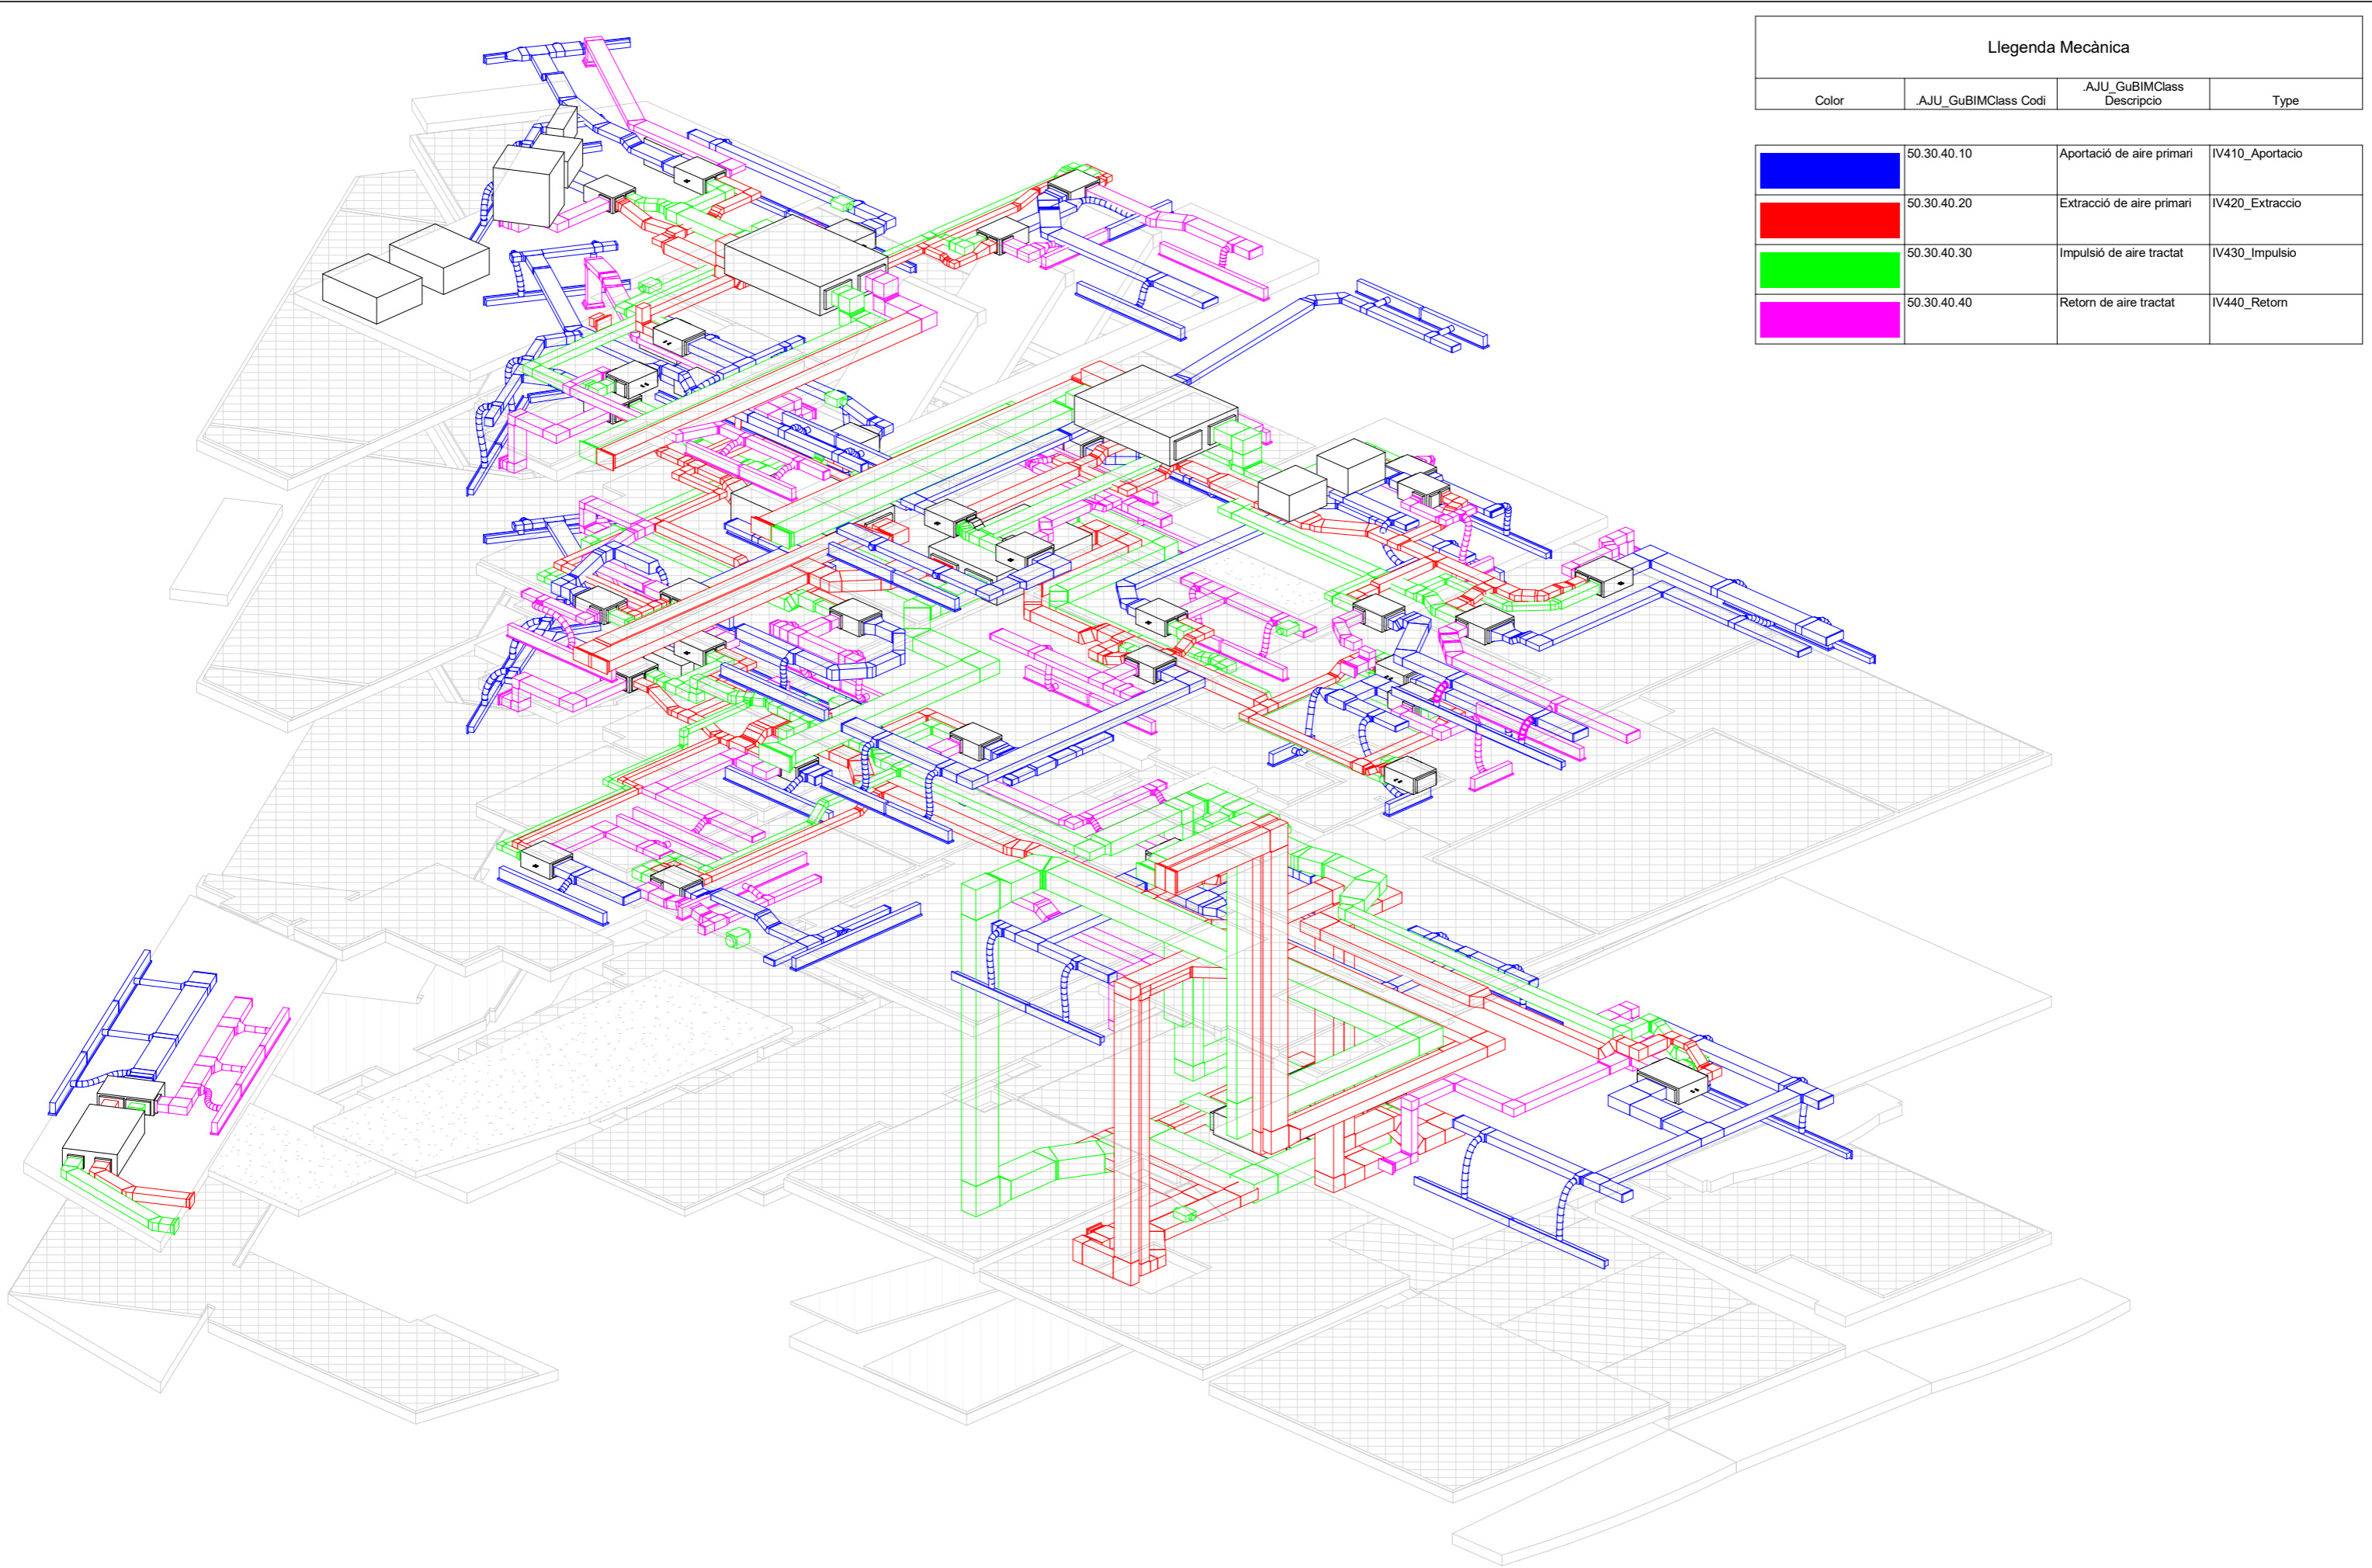 Llegenda Mecànica
Color .AJU_GuBIMClass Codi .AJU_GuBIMClass Descripcio Type
50.30.40.10 Aportació de aire primari IV410_Aportacio
50.30.40.20 Extracció de aire primari IV420_Extraccio
50.30.40.30 Impulsió de aire tractat IV430_Impulsio
50.30.40.40 Retorn de aire tractat IV440_Retorn